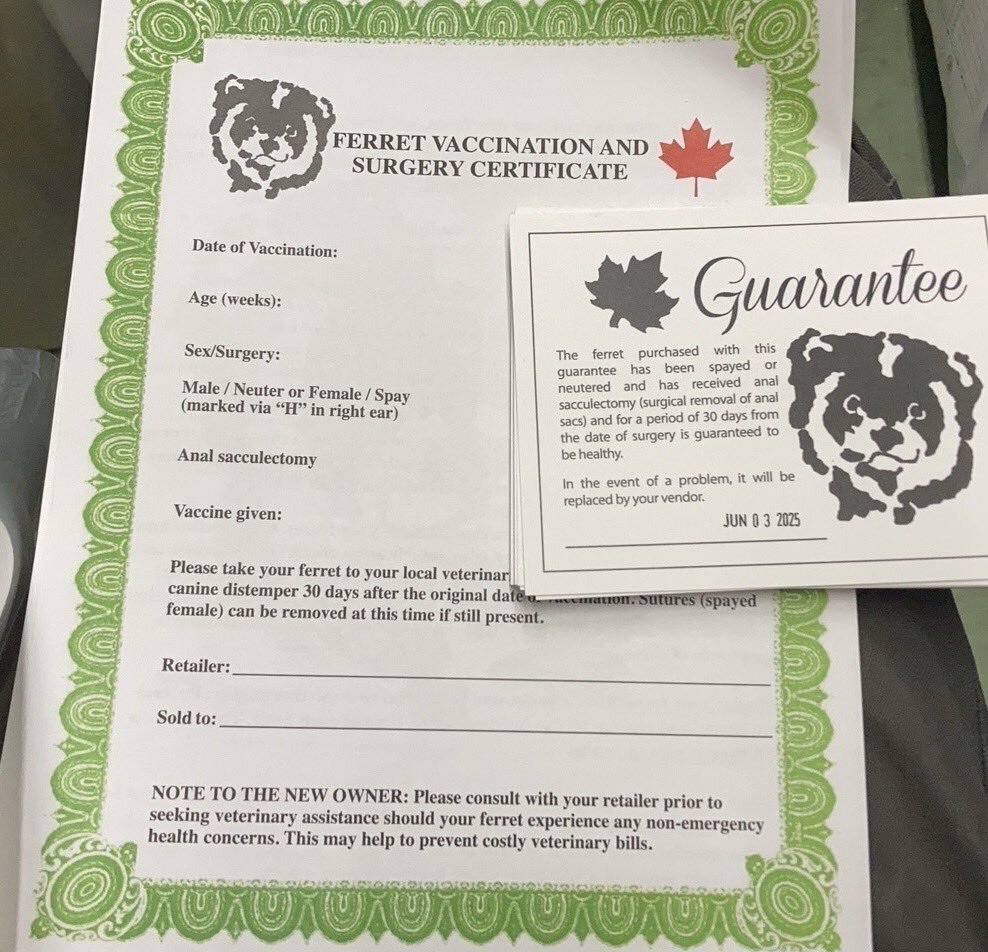 FERRET VACCINATION AND
SURGERY CERTIFICATE
Date of Vaccination:
Age (weeks):
Sex/Surgery:
Male / Neuter or Female / Spay
(marked via “H” in right ear)
Anal sacculectomy
Vaccine given:
Please take your ferret to your local
canine distemper 30 days after the original date Sutures (spayed
female) can be removed at this time if still present.
Retailer:
Sold to:
NOTE TO THE NEW OWNER: Please consult with your retailer prior to
seeking veterinary assistance should your ferret experience any non-emergency
health concerns. This may help to prevent costly veterinary bills.
Guarantee
The ferret purchased with this
guarantee has been spayed or
neutered and has received anal
sacculectomy (surgical removal of anal
sacs) and for a period of 30 days from
the date of surgery is guaranteed to
be healthy.
In the event of a problem, it will be
replaced by your vendor.
JUN 03 2025